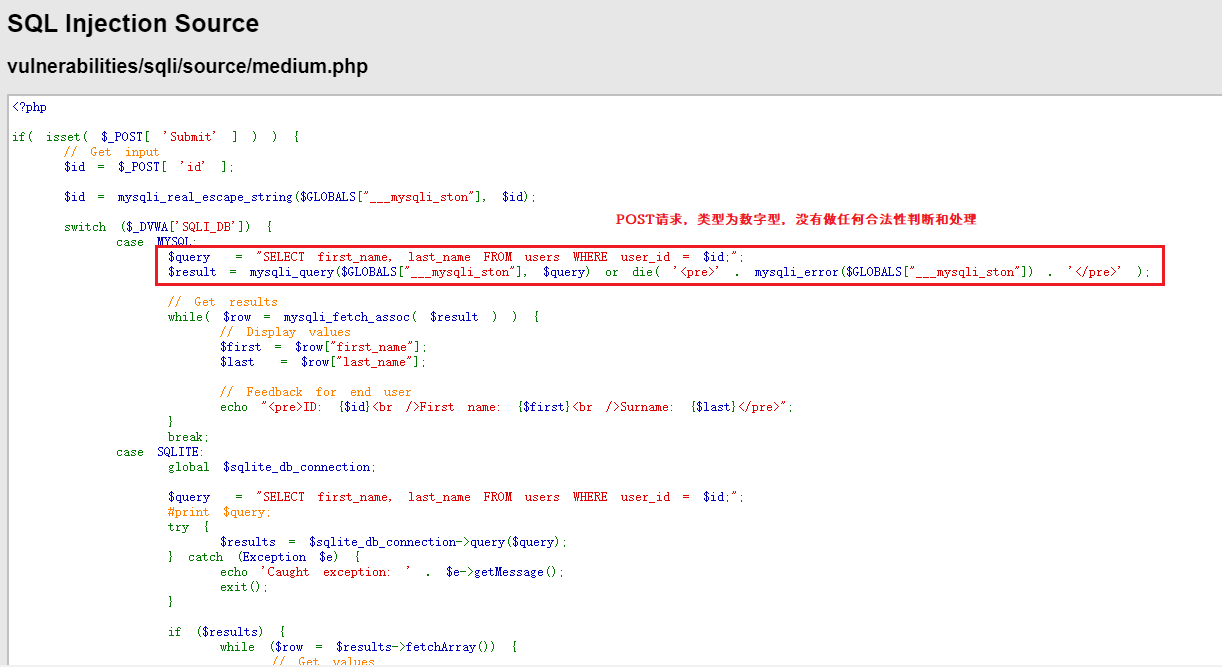 SQL Injection Source
vulnerabilities/sqli/source/medium.php
<?php
if( isset( $_POST[ 'Submit' ] ) ) {
// Get input
$id = $_POST[ 'id' ];
$id = mysqli_real_escape_string($GLOBALS["___mysqli_ston"], $id);
POST请求，类型为数字型，没有做任何合法性判断和处理
switch ($_DVWA['SQLI_DB']) {
case MYSQL:
$query = "SELECT first_name, last_name FROM users WHERE user_id = $id;";
$result = mysqli_query($GLOBALS["___mysqli_ston"], $query) or die( '<pre>' . mysqli_error($GLOBALS["___mysqli_ston"]) . '</pre>' );
// Get results
while( $row = mysqli_fetch_assoc( $result ) ) {
// Display values
$first = $row["first_name"];
$last = $row["last_name"];
// Feedback for end user
echo "<pre>ID: {$id}<br />First name: {$first}<br />Surname: {$last}</pre>";
}
break;
case SQLITE:
global $sqlite_db_connection;
$query = "SELECT first_name, last_name FROM users WHERE user_id = $id;";
#print $query;
try {
$results = $sqlite_db_connection->query($query);
} catch (Exception $e) {
echo 'Caught exception: ' . $e->getMessage();
exit();
}
if ($results) {
while ($row = $results->fetchArray()) {
// Get values